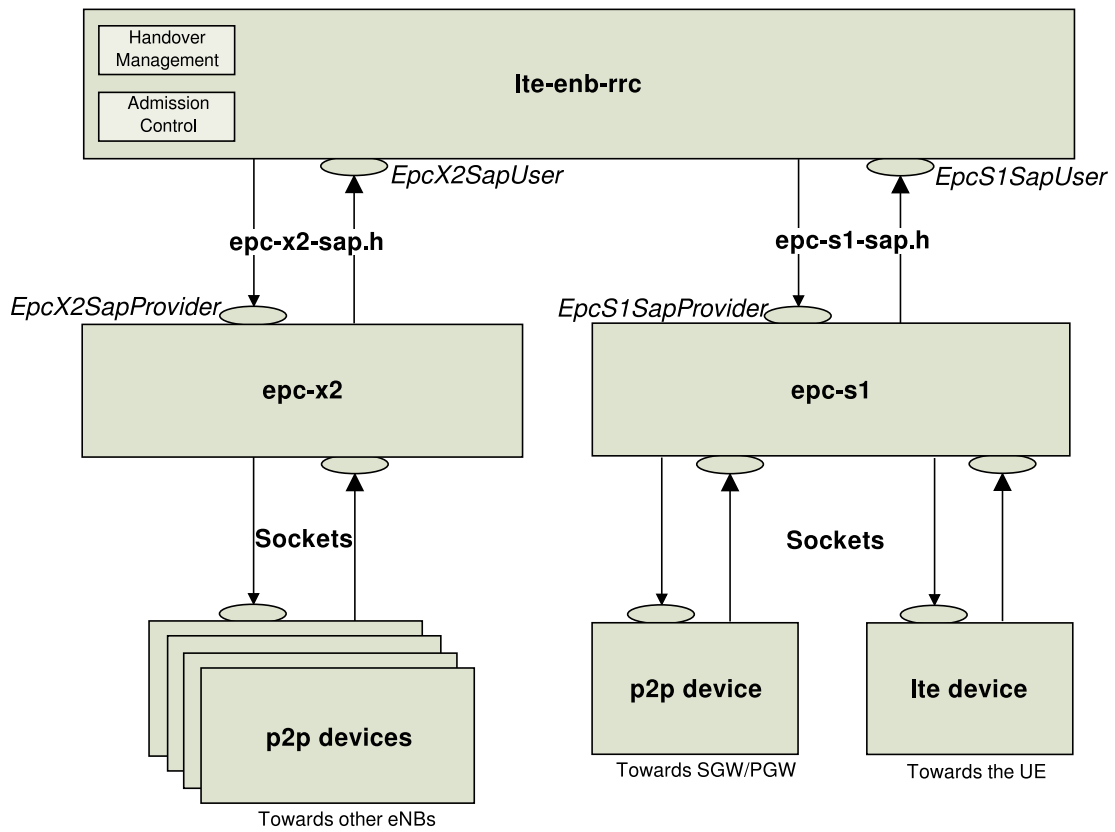 Handover
Management
lte-enb-rrc
Admission
Control
EpcX2SapUser
EpcS1SapUser
epc-x2-sap.h
epc-s1-sap.h
EpcX2SapProvider
EpcS1SapProvider
epc-x2
epc-s1
Sockets
Sockets
p2p devices
p2p device
lte device
Towards SGW/PGW
Towards the UE
Towards other eNBs